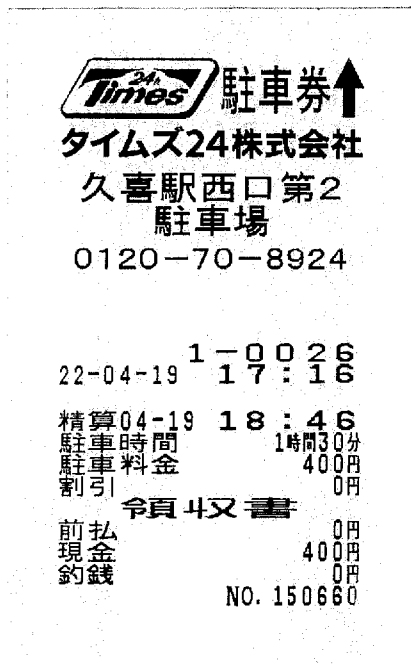 24h
Times 駐車券↑
タイムズ24株式会社
久喜駅西口第2
駐車場
0120-70-8924
1-0026
22-04-19 17:16
精算04-19 18:46
駐車時間 1時間30分
駐車料金 400円
割引 0円
領収書
前払 0円
現金 400円
釣銭 0円
NO.150660